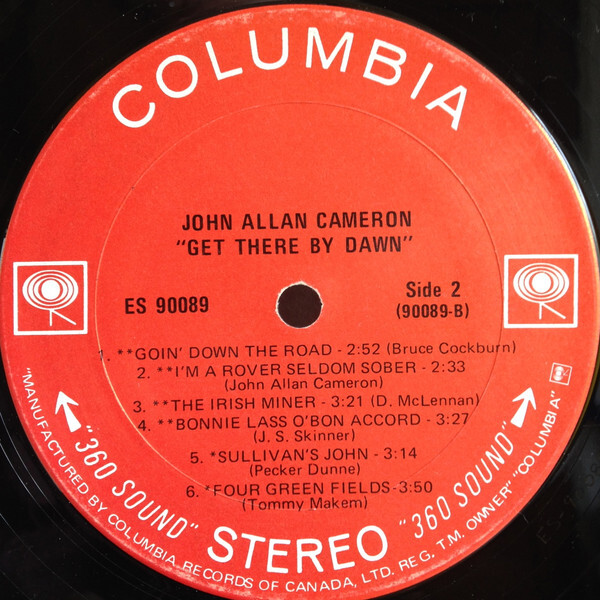 COLUMBIA
JOHN ALLAN CAMERON
"GET THERE BY DAWN"
ES 90089
Side 2
(90089-B)
1. **GOIN' DOWN THE ROAD - 2:52 (Bruce Cockburn)
2. **I'M A ROVER SELDOM SOBER - 2:33
(John Allan Cameron)
3. **THE IRISH MINER - 3:21 (D. McLennan)
4. **BONNIE LASS O'BON ACCORD - 3:27
(J. S. Skinner)
5. *SULLIVAN'S JOHN - 3:14
(Pecker Dunne)
6. *FOUR GREEN FIELDS-3:50
(Tommy Makem)
"360 SOUND" STEREO "360 SOUND"
"MANUFACTURED BY COLUMBIA RECORDS OF CANADA, LTD. REG. T.M. OWNER" "COLUMBIA"